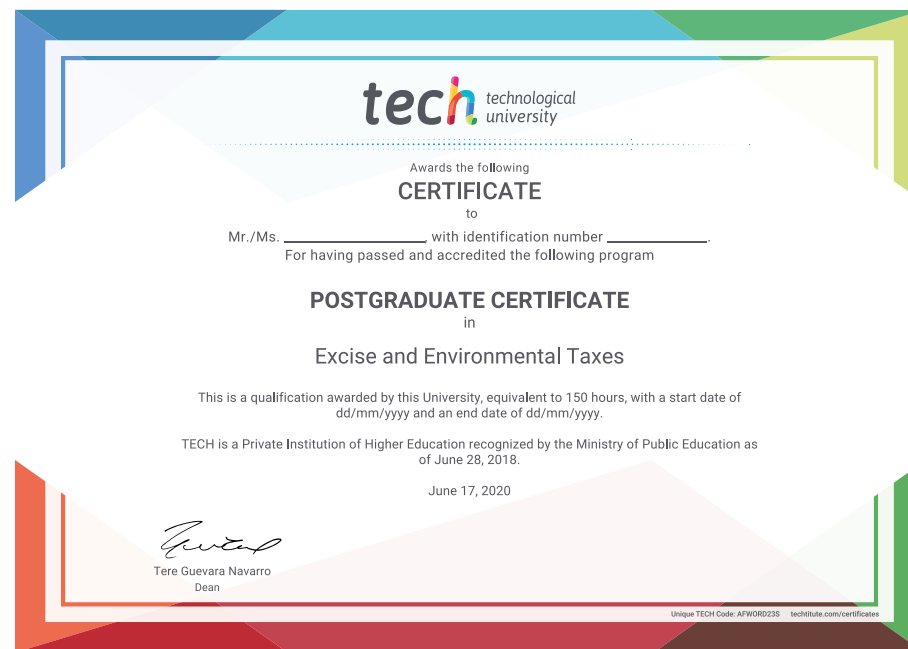 tech technological
university
Awards the following
CERTIFICATE
to
Mr./Ms. ____________________, with identification number __________________.
For having passed and accredited the following program
POSTGRADUATE CERTIFICATE
in
Excise and Environmental Taxes
This is a qualification awarded by this University, equivalent to 150 hours, with a start date of
dd/mm/yyyy and an end date of dd/mm/yyyy.
TECH is a Private Institution of Higher Education recognized by the Ministry of Public Education as
of June 28, 2018.
June 17, 2020
Tere Guevara Navarro
Dean
Unique TECH Code: AFWORD23S techtitute.com/certificates